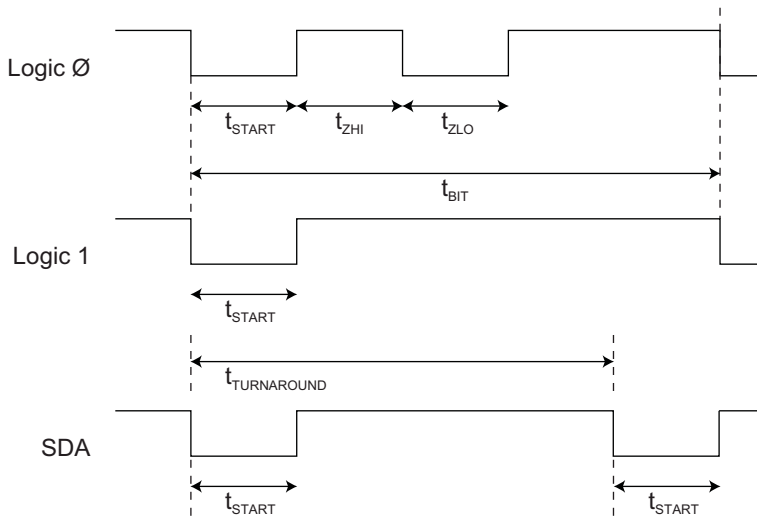 Logic Ø
tSTART
tZHI
tZLO
tBIT
Logic 1
tSTART
tTURNAROUND
SDA
tSTART
tSTART